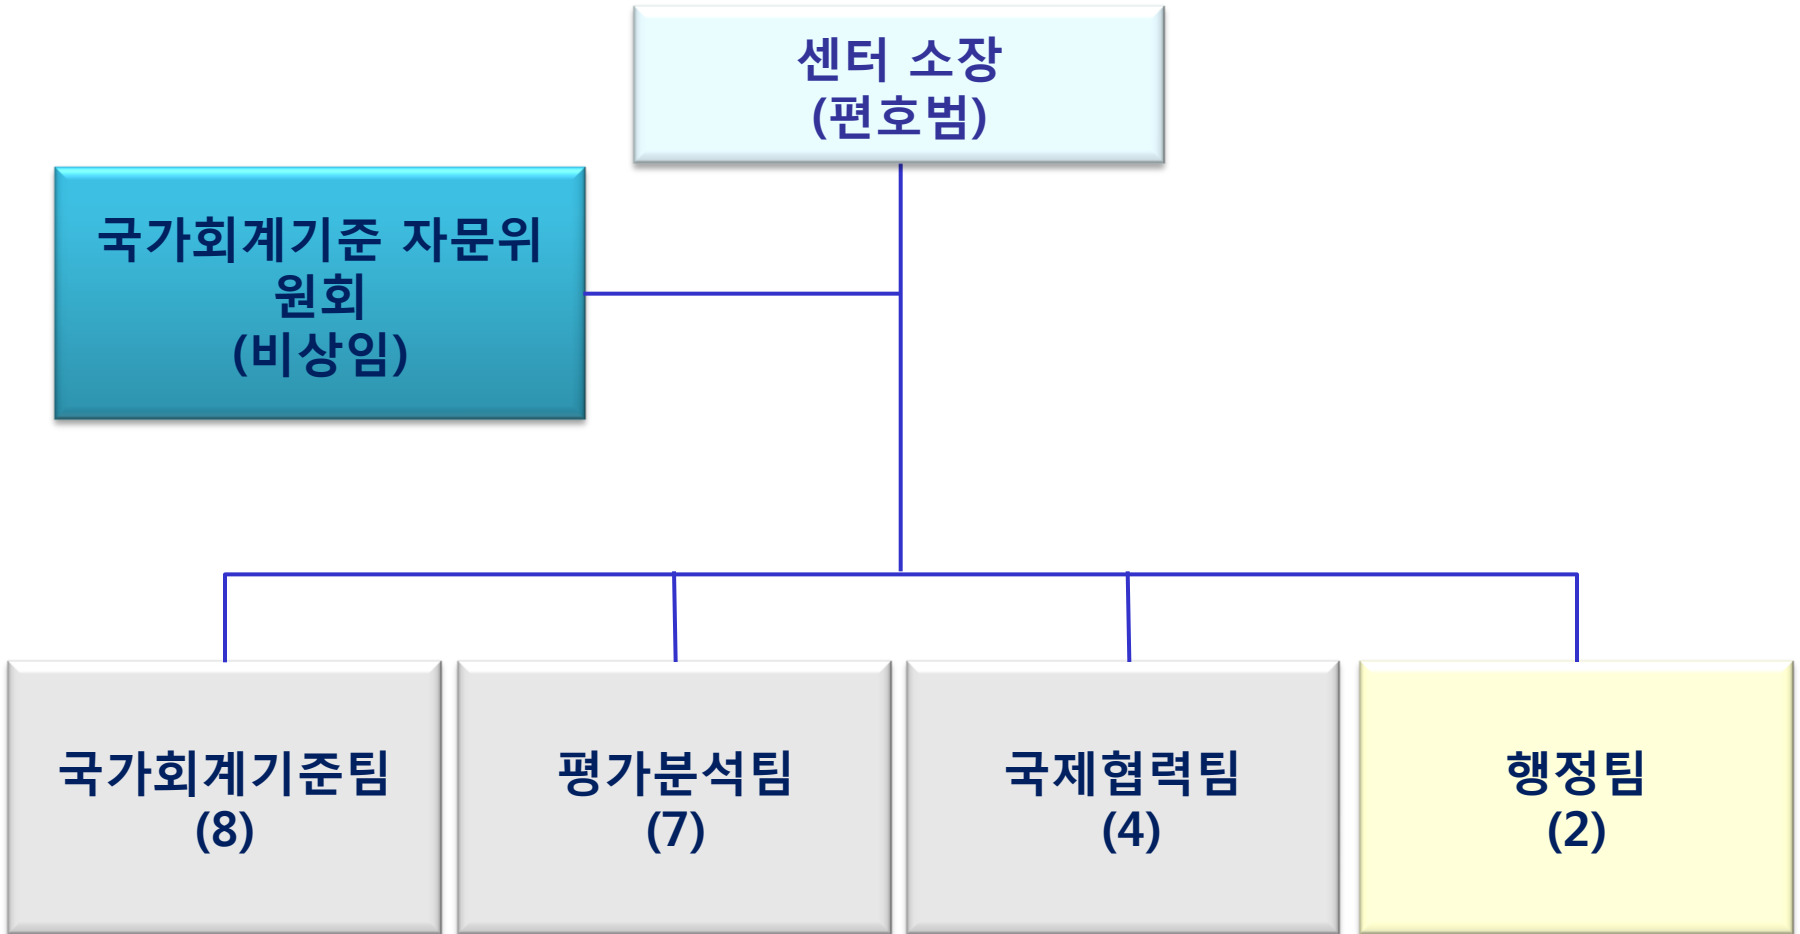 센터 소장
(편호범)
국가회계기준 자문위
원회
(비상임)
국가회계기준팀
(8)
평가분석팀
(7)
국제협력팀
(4)
행정팀
(2)